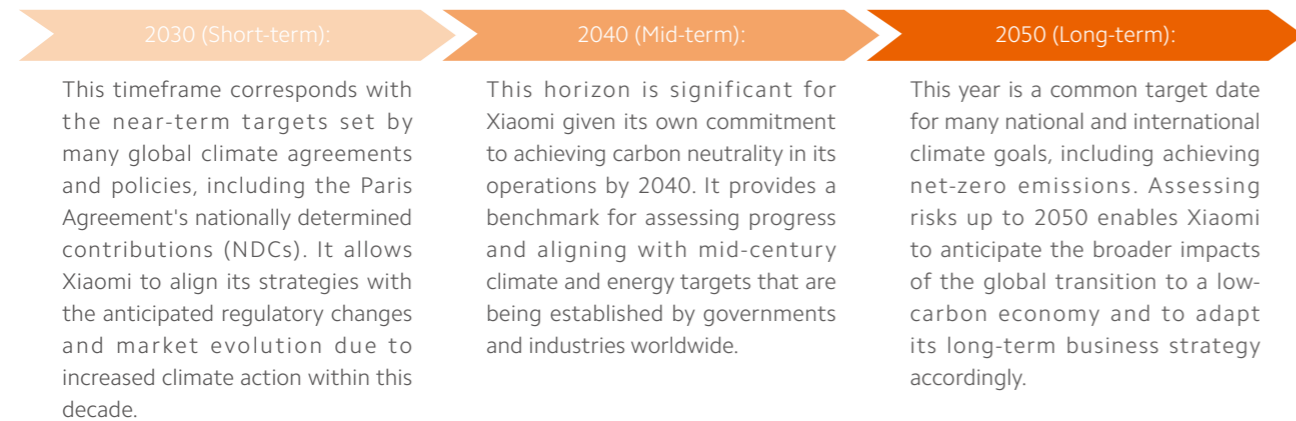 2030 (Short-term):
This timeframe corresponds with
the near-term targets set by
many global climate agreements
and policies, including the Paris
Agreement's nationally determined
contributions (NDCs). It allows
Xiaomi to align its strategies with
the anticipated regulatory changes
and market evolution due to
increased climate action within this
decade.
2040 (Mid-term):
This horizon is significant for
Xiaomi given its own commitment
to achieving carbon neutrality in its
operations by 2040. It provides a
benchmark for assessing progress
and aligning with mid-century
climate and energy targets that are
being established by governments
and industries worldwide.
2050 (Long-term):
This year is a common target date
for many national and international
climate goals, including achieving
net-zero emissions. Assessing
risks up to 2050 enables Xiaomi
to anticipate the broader impacts
of the global transition to a low-
carbon economy and to adapt
its long-term business strategy
accordingly.